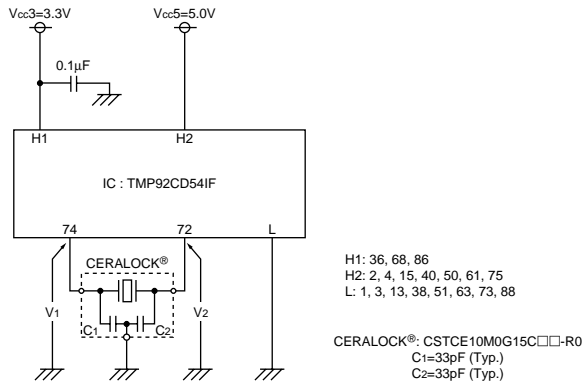 Vcc3=3.3V
Vcc5=5.0V
0.1μF
H1
H2
IC : TMP92CD54IF
74
72
L
CERALOCK®
V1
C1
C2
V2
H1: 36, 68, 86
H2: 2, 4, 15, 40, 50, 61, 75
L: 1, 3, 13, 38, 51, 63, 73, 88
CERALOCK®: CSTCE10M0G15C□□-R0
C1=33pF (Typ.)
C2=33pF (Typ.)